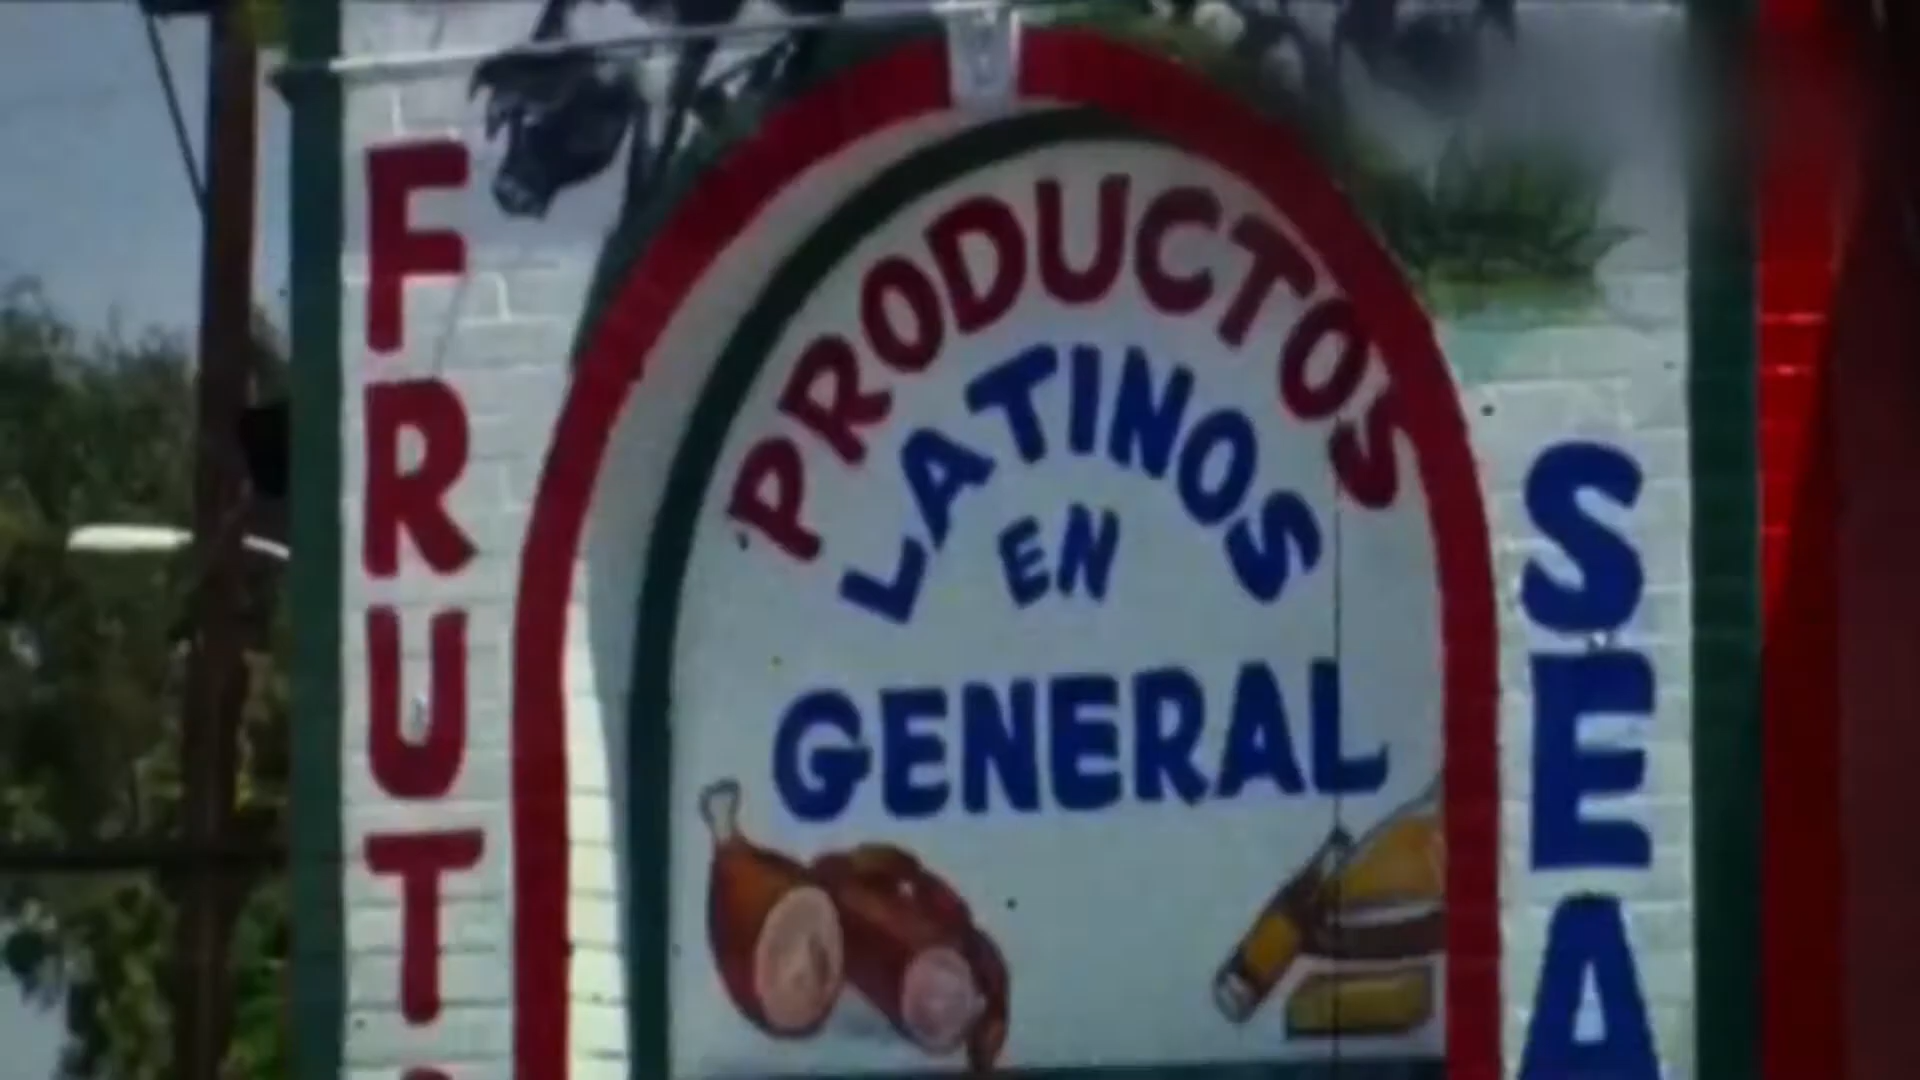 FRUT
PRODUCTOS
LATINOS
EN
GENERAL
SEA